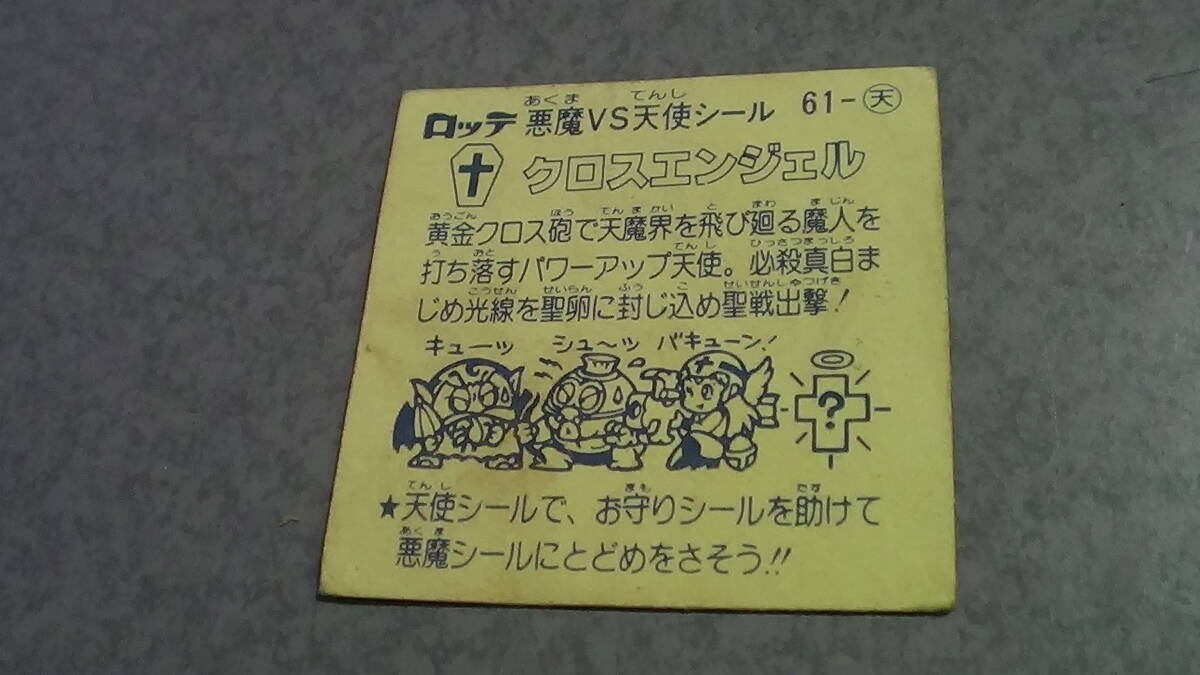 ロッテ 悪魔VS天使シール 61-天
あくま てんし
クロスエンジェル
おうごん ほう てんまかい と まわ まじん
黄金クロス砲で天魔界を飛び廻る魔人を
う おと てんし ひっさつまっしろ
打ち落すパワーアップ天使。必殺真白ま
こうせん せいらん ふう こ せいせんしゅつげき
じめ光線を聖卵に封じ込め聖戦出撃!
キューッ シュ〜ッ バキューン!
?
てんし まも たす
★天使シールで、お守りシールを助けて
あくま
悪魔シールにとどめをさそう!!